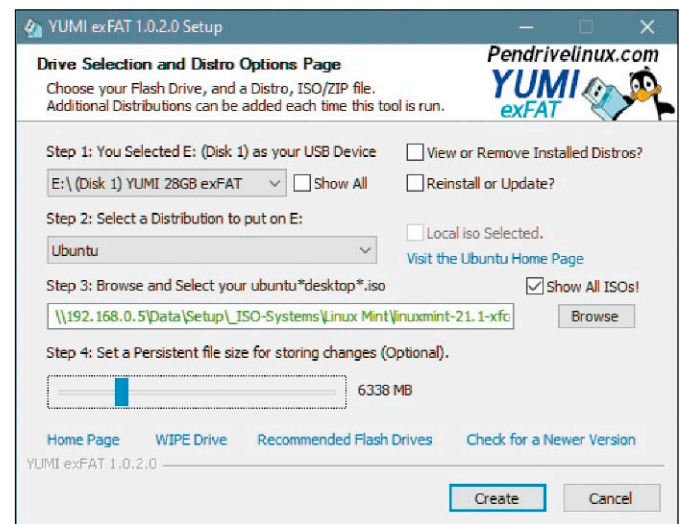 YUMI exFAT 1.0.2.0 Setup
Drive Selection and Distro Options Page
Choose your Flash Drive, and a Distro, ISO/ZIP file.
Additional Distributions can be added each time this tool is run.
Pendrivelinux.com
YUMI
exFAT
Step 1: You Selected E: (Disk 1) as your USB Device
View or Remove Installed Distros?
E:\ (Disk 1) YUMI 28GB exFAT
Show All
Reinstall or Update?
Step 2: Select a Distribution to put on E:
Local iso Selected.
Ubuntu
Visit the Ubuntu Home Page
Step 3: Browse and Select your ubuntu*desktop*.iso
Show All ISOs!
\\192.168.0.5\Data\Setup\_ISO-Systems\Linux Mint\linuxmint-21.1-xfc
Browse
Step 4: Set a Persistent file size for storing changes (Optional).
6338 MB
Home Page WIPE Drive Recommended Flash Drives Check for a Newer Version
YUMI exFAT 1.0.2.0
Create Cancel